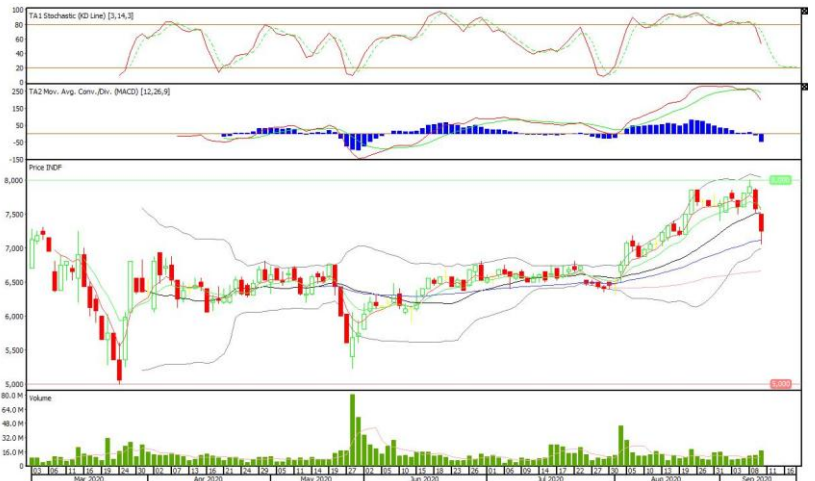 TA1 Stochastic (KD Line) [3,14,3]
100
80
60
40
20
0
TA2 Mov. Avg. Conv./Div. (MACD) [12,26,9]
250
150
50
-50
-150
Price INDF
8,000
8,000
7,500
7,000
6,500
6,000
5,500
5,000
5,000
Volume
80.0 M
64.0 M
48.0 M
32.0 M
16.0 M
0
03 06 11 16 19 24 30 02 07 13 16 21 24 29 05 11 14 19 27 02 05 10 15 18 23 26 01 06 09 14 17 22 27 30 05 10 13 18 26 31 03 08 11 16
Mar 2020 Apr 2020 May 2020 Jun 2020 Jul 2020 Aug 2020 Sep 2020